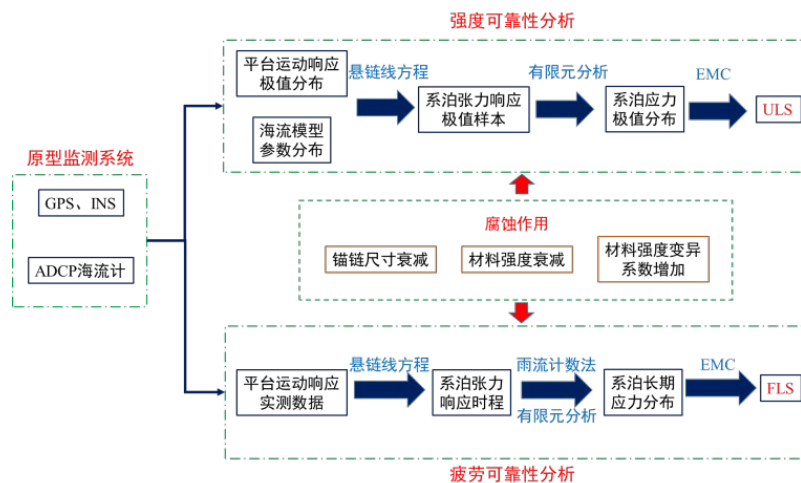 强度可靠性分析
平台运动响应
极值分布
悬链线方程
系泊张力响应
极值样本
有限元分析
系泊应力
极值分布
EMC
ULS
海流模型
参数分布
原型监测系统
GPS、INS
ADCP海流计
腐蚀作用
锚链尺寸衰减
材料强度衰减
材料强度变异
系数增加
平台运动响应
实测数据
悬链线方程
系泊张力
响应时程
雨流计数法
有限元分析
系泊长期
应力分布
EMC
FLS
疲劳可靠性分析